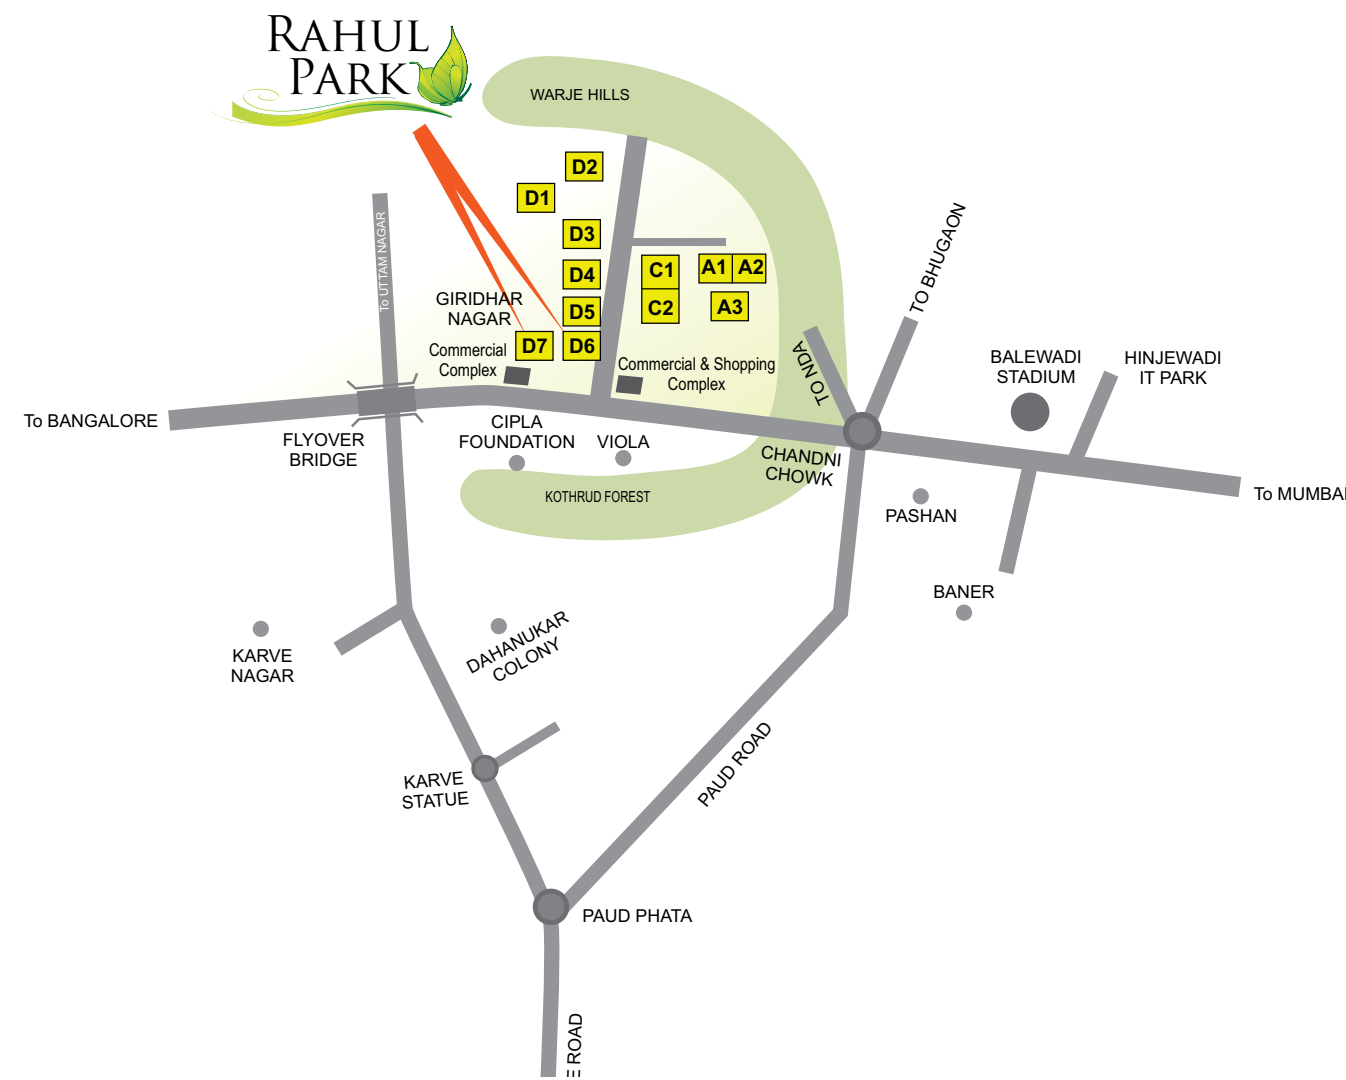 RAHUL
PARK
WARJE HILLS
D2
D1
D3
D4
D5
D7
D6
C1
C2
A1
A2
A3
To UTTAM NAGAR
GIRIDHAR
NAGAR
Commercial
Complex
Commercial & Shopping
Complex
TO NDA
TO BHUGAON
BALEWADI
STADIUM
HINJEWADI
IT PARK
To BANGALORE
FLYOVER
BRIDGE
CIPLA
FOUNDATION
VIOLA
CHANDNI
CHOWK
KOTHRUD FOREST
To MUMBA
PASHAN
BANER
KARVE
NAGAR
DAHANUKAR
COLONY
KARVE
STATUE
PAUD ROAD
PAUD PHATA
E ROAD